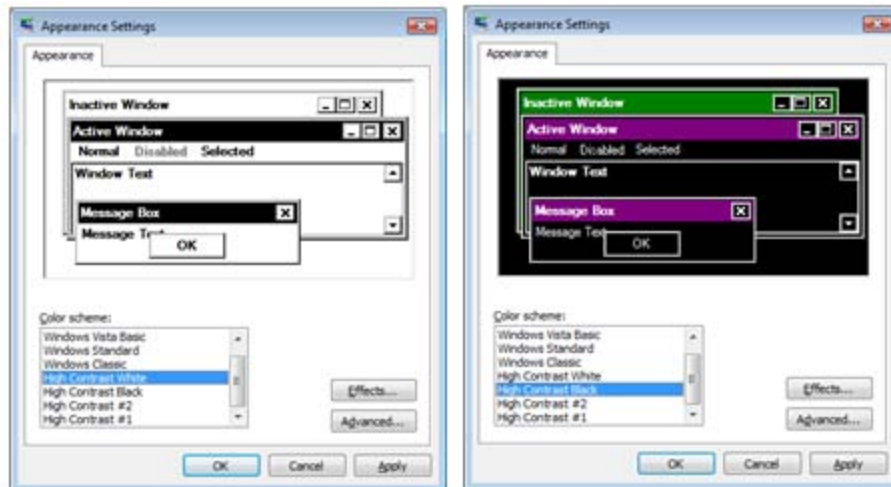 Appearance Settings
Appearance
Inactive Window
Active Window
Normal Disabled Selected
Window Text
Message Box
Message Text
OK
Color scheme:
Windows Vista Basic
Windows Standard
Windows Classic
High Contrast White
High Contrast Black
High Contrast #2
High Contrast #1
Effects...
Advanced...
OK Cancel Apply
Appearance Settings
Appearance
Inactive Window
Active Window
Normal Disabled Selected
Window Text
Message Box
Message Text
OK
Color scheme:
Windows Vista Basic
Windows Standard
Windows Classic
High Contrast White
High Contrast Black
High Contrast #2
High Contrast #1
Effects...
Advanced...
OK Cancel Apply